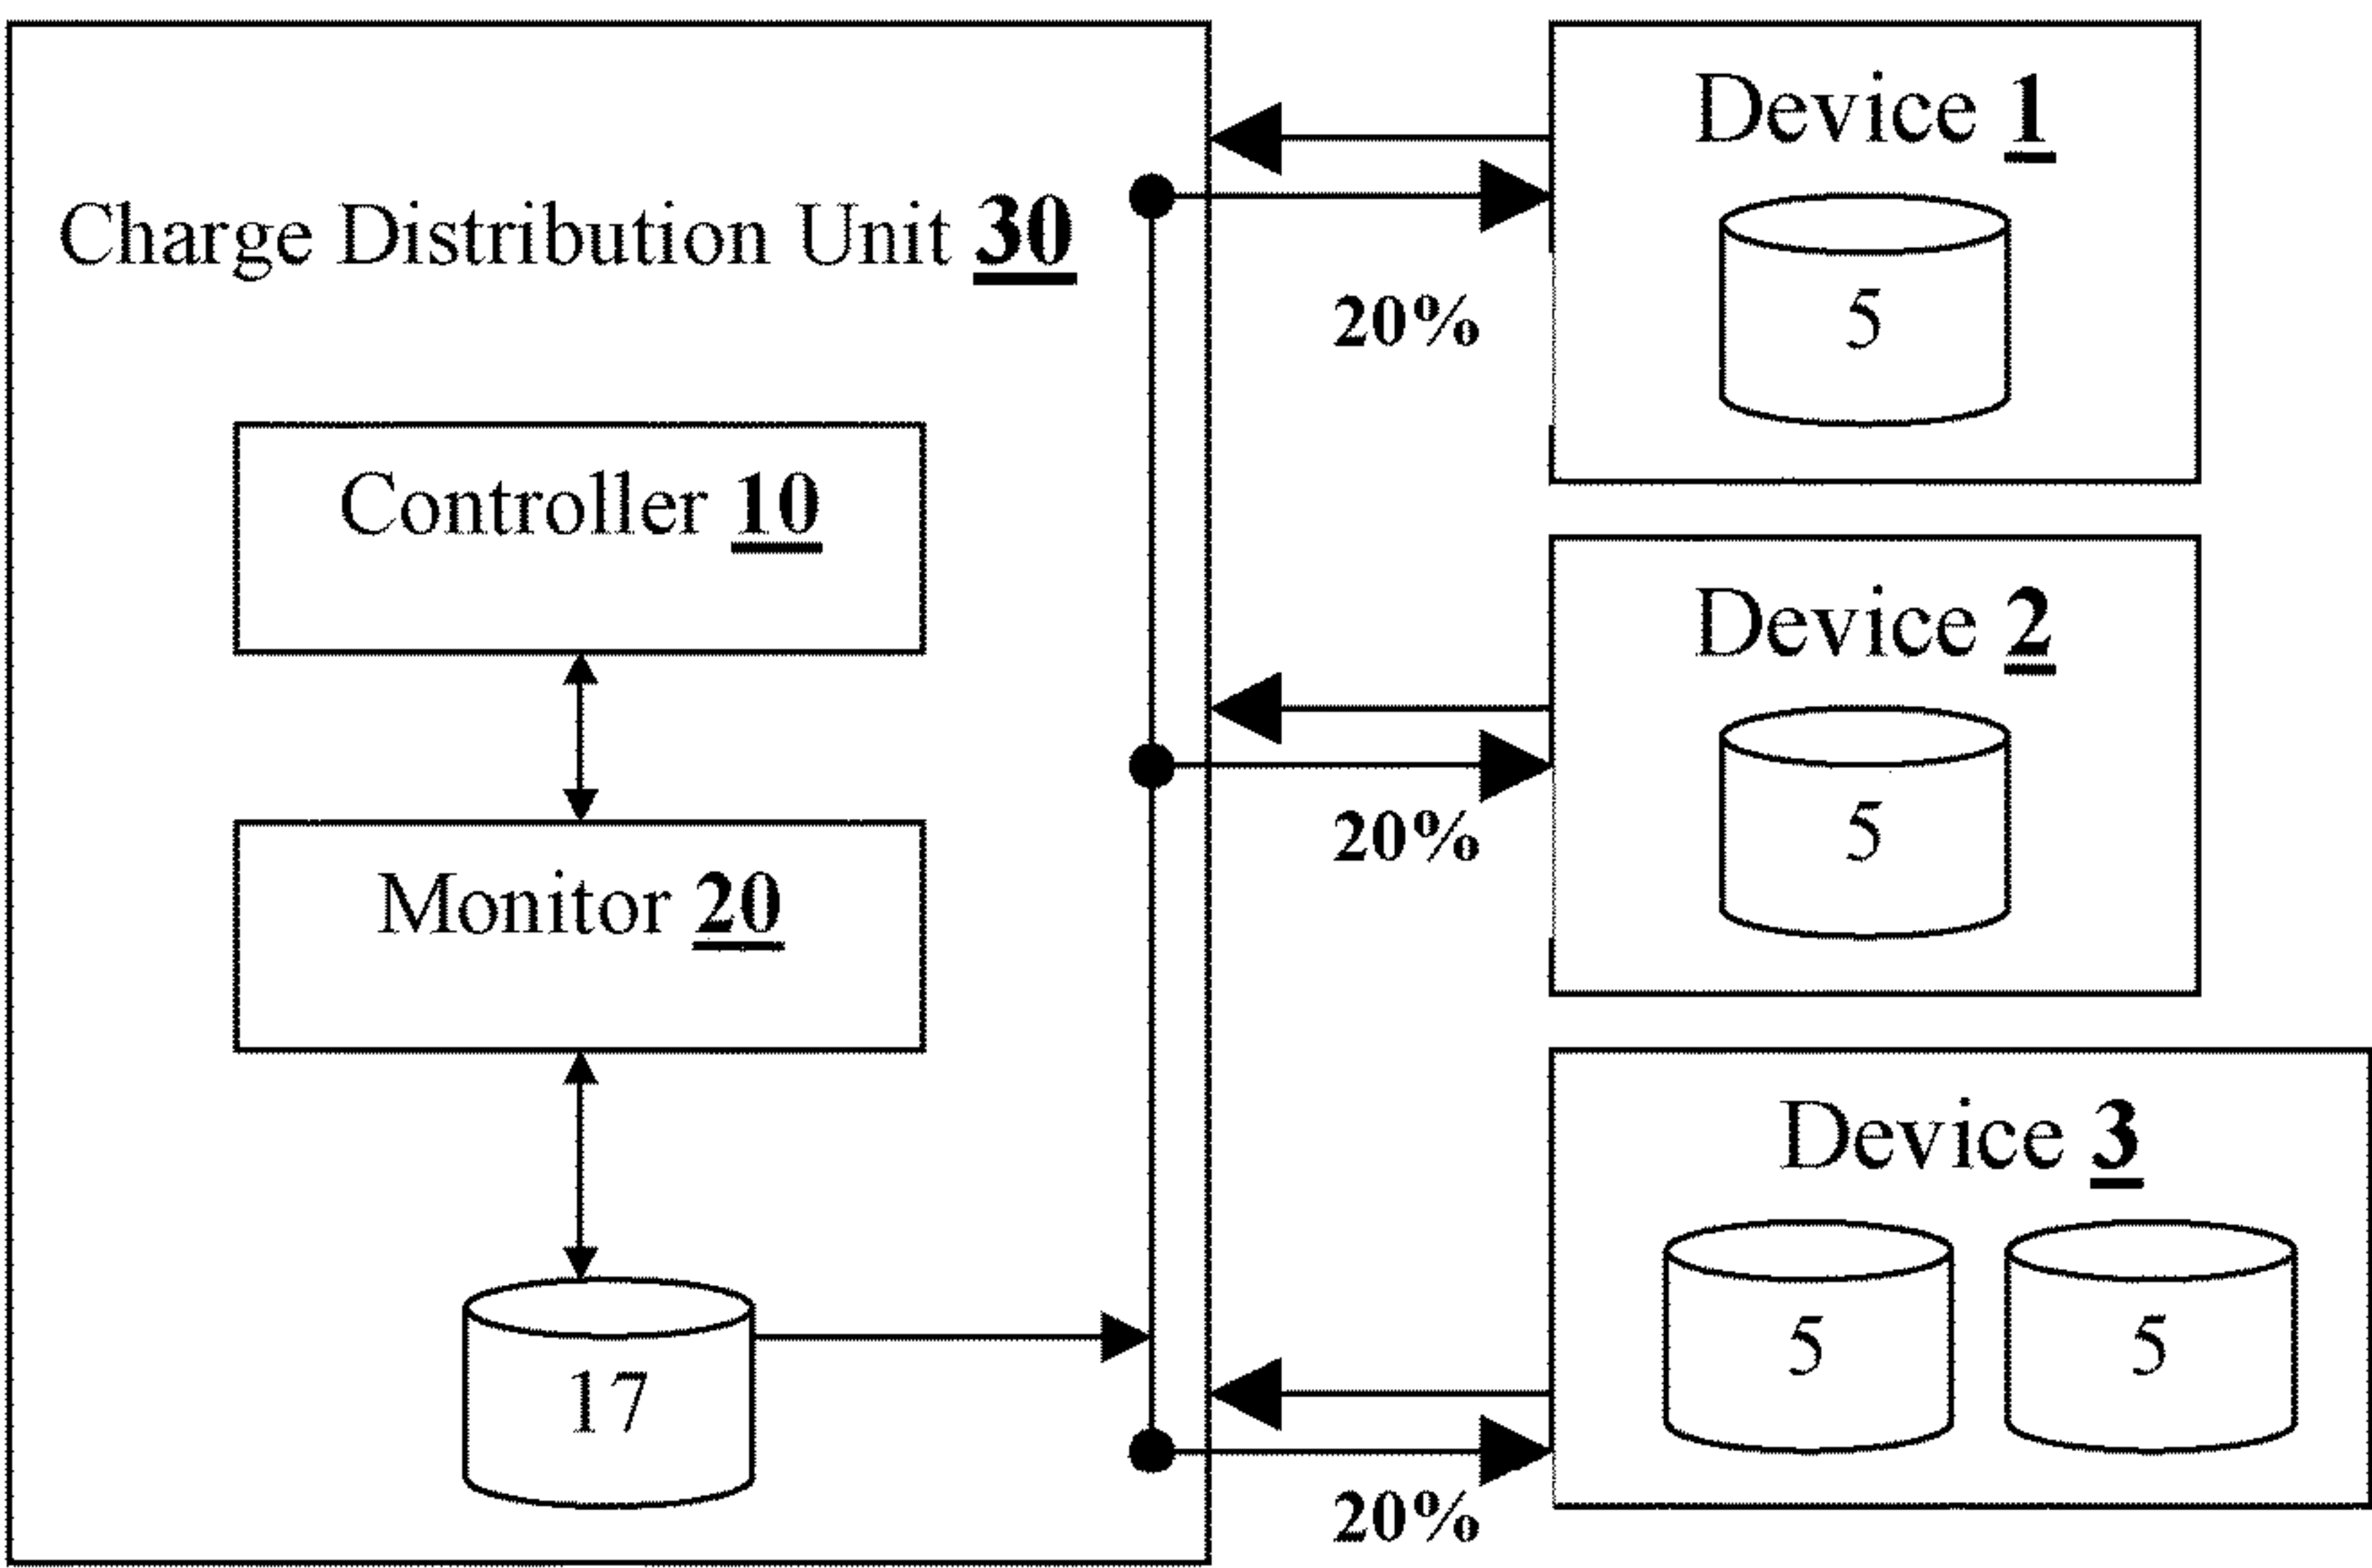 Charge Distribution Unit 30
Controller 10
Monitor 20
17
20%
20%
20%
Device 1
5
Device 2
5
Device 3
5 5